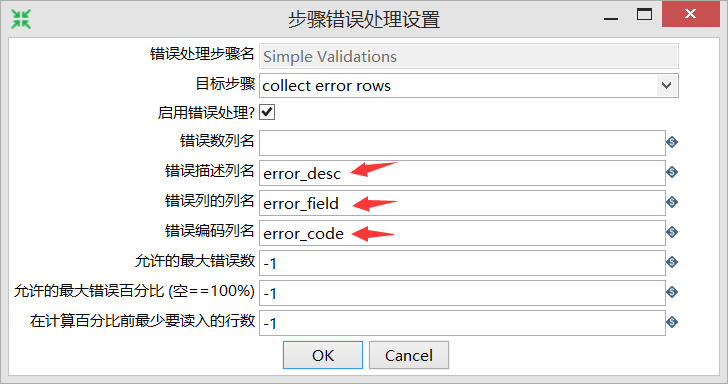 步骤错误处理设置
错误处理步骤名 Simple Validations
目标步骤 collect error rows
启用错误处理?
错误数列名
错误描述列名 error_desc
错误列的列名 error_field
错误编码列名 error_code
允许的最大错误数 -1
允许的最大错误百分比 (空==100%) -1
在计算百分比前最少要读入的行数 -1
OK Cancel